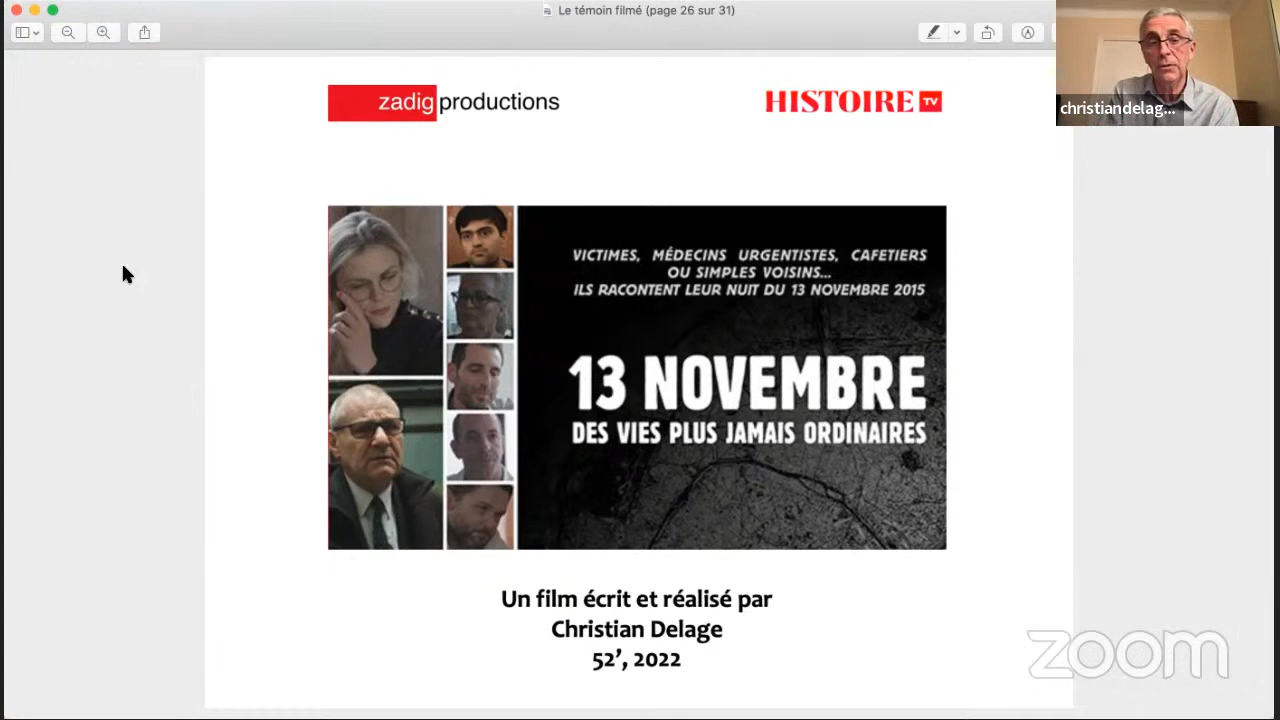 Le témoin filmé (page 26 sur 31)
christiandelag...
zadig productions
HISTOIRE TV
VICTIMES, MÉDECINS URGENTISTES, CAFETIERS
OU SIMPLES VOISINS...
ILS RACONTENT LEUR NUIT DU 13 NOVEMBRE 2015
13 NOVEMBRE
DES VIES PLUS JAMAIS ORDINAIRES
Un film écrit et réalisé par
Christian Delage
52', 2022
zoom